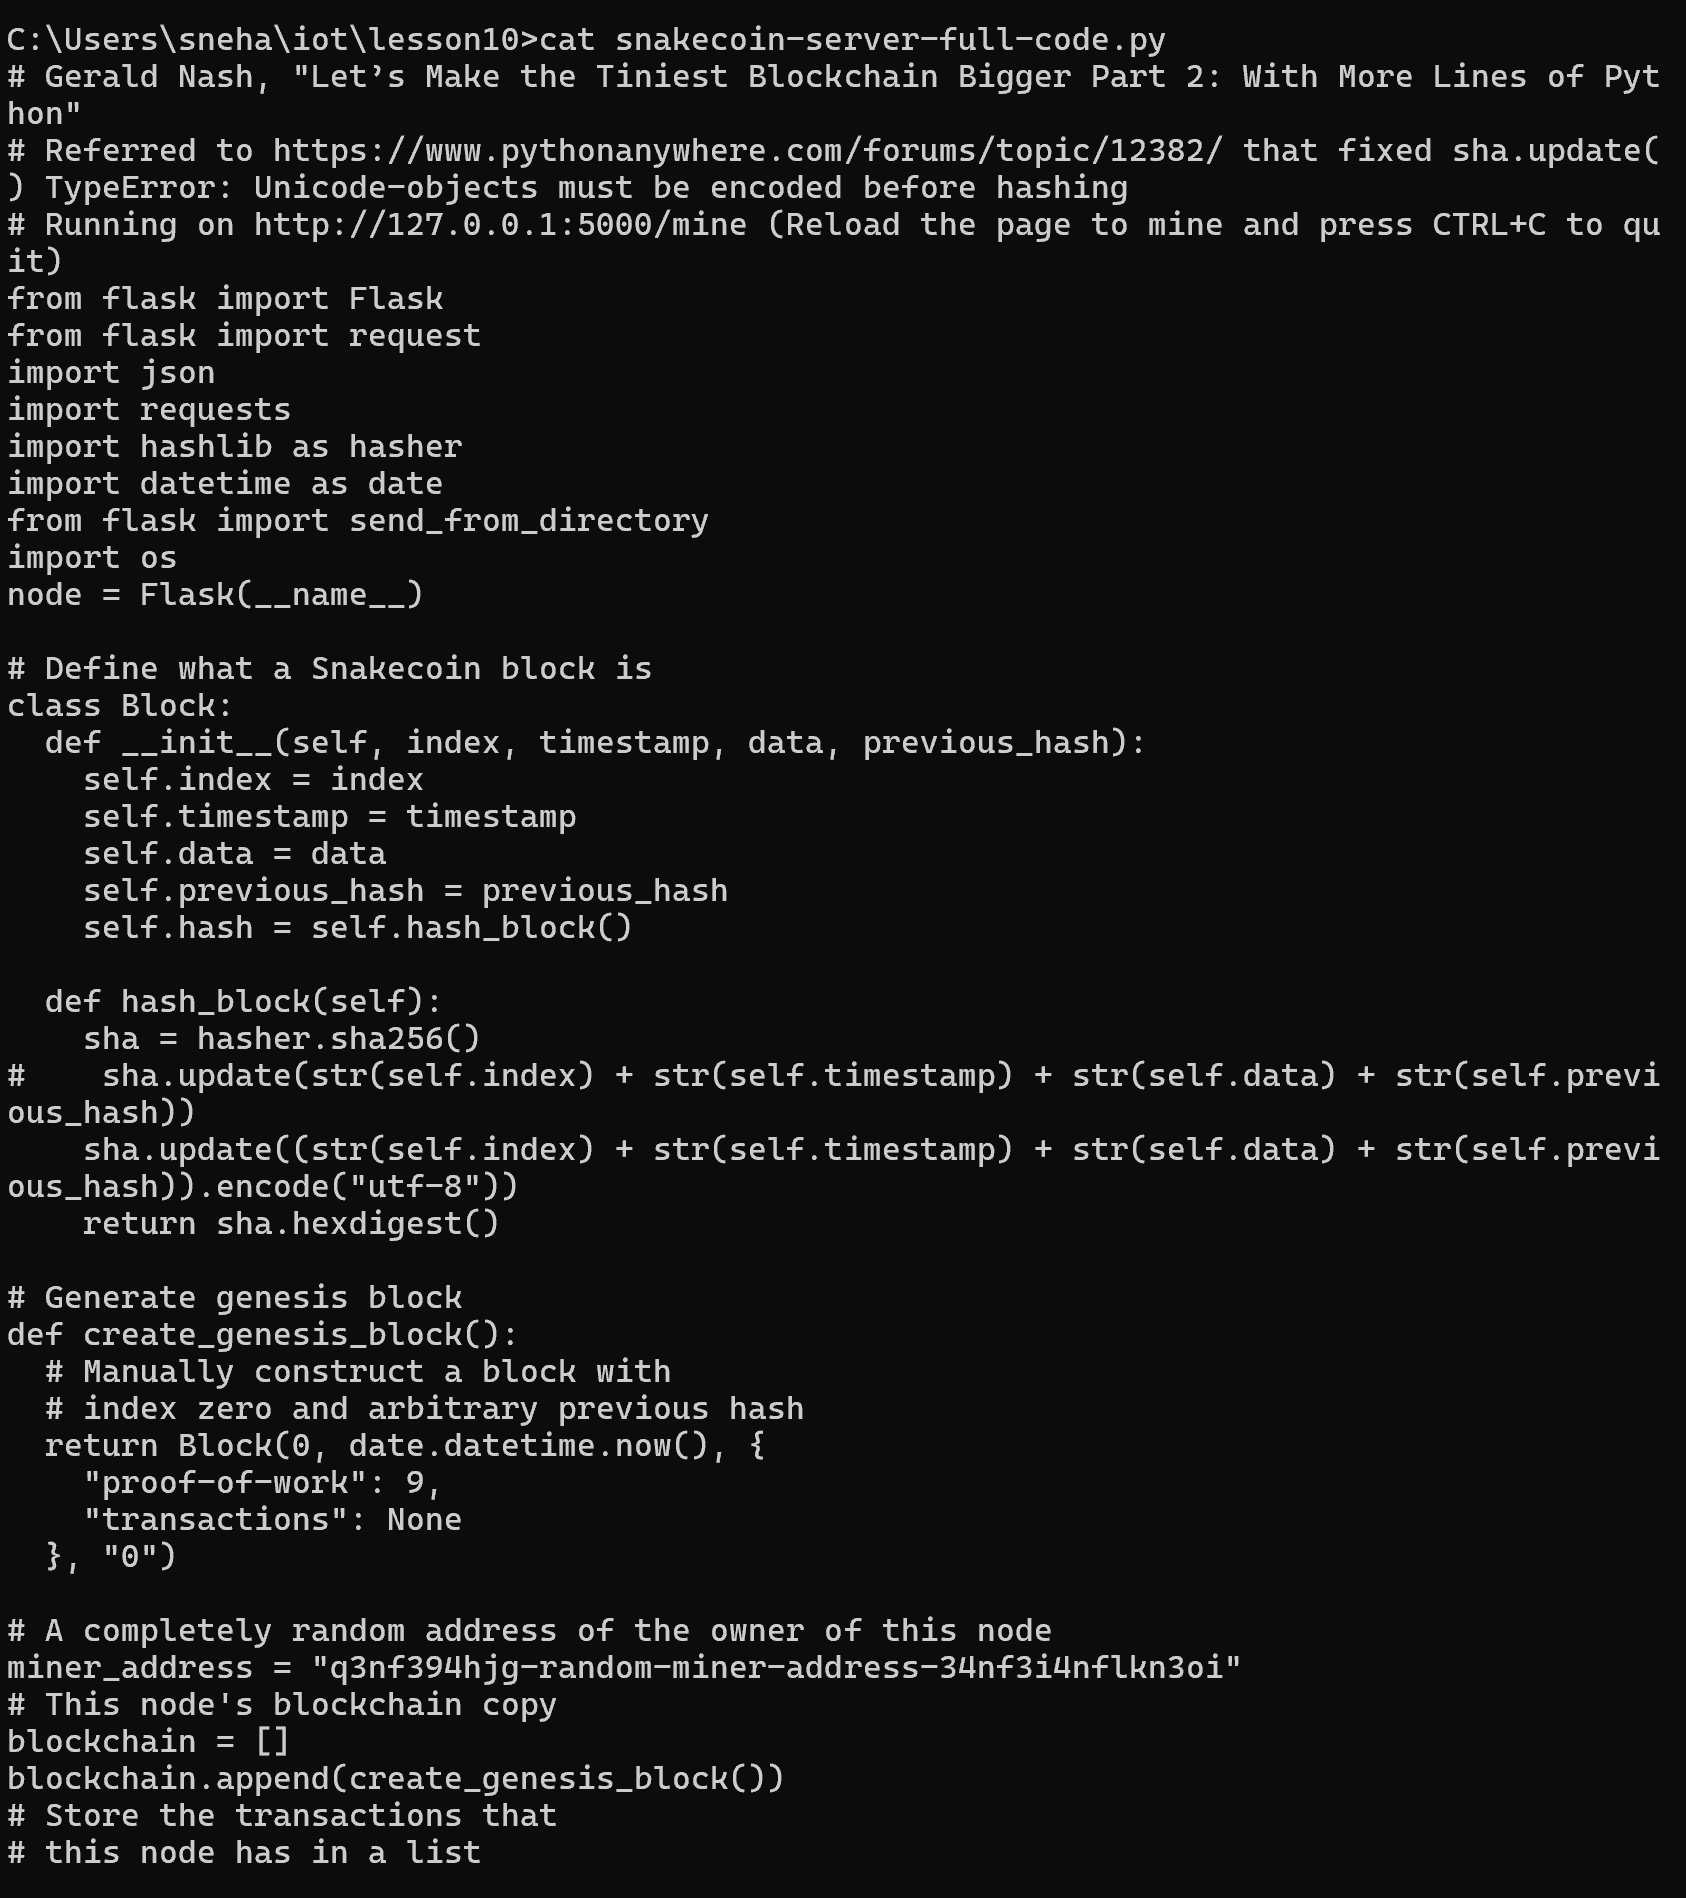 C:\Users\sneha\iot\lesson10>cat snakecoin-server-full-code.py
# Gerald Nash, "Let’s Make the Tiniest Blockchain Bigger Part 2: With More Lines of Pyt
hon"
# Referred to https://www.pythonanywhere.com/forums/topic/12382/ that fixed sha.update(
) TypeError: Unicode-objects must be encoded before hashing
# Running on http://127.0.0.1:5000/mine (Reload the page to mine and press CTRL+C to qu
it)
from flask import Flask
from flask import request
import json
import requests
import hashlib as hasher
import datetime as date
from flask import send_from_directory
import os
node = Flask(__name__)

# Define what a Snakecoin block is
class Block:
  def __init__(self, index, timestamp, data, previous_hash):
    self.index = index
    self.timestamp = timestamp
    self.data = data
    self.previous_hash = previous_hash
    self.hash = self.hash_block()

  def hash_block(self):
    sha = hasher.sha256()
#    sha.update(str(self.index) + str(self.timestamp) + str(self.data) + str(self.previ
ous_hash))
    sha.update((str(self.index) + str(self.timestamp) + str(self.data) + str(self.previ
ous_hash)).encode("utf-8"))
    return sha.hexdigest()

# Generate genesis block
def create_genesis_block():
  # Manually construct a block with
  # index zero and arbitrary previous hash
  return Block(0, date.datetime.now(), {
    "proof-of-work": 9,
    "transactions": None
  }, "0")

# A completely random address of the owner of this node
miner_address = "q3nf394hjg-random-miner-address-34nf3i4nflkn3oi"
# This node's blockchain copy
blockchain = []
blockchain.append(create_genesis_block())
# Store the transactions that
# this node has in a list